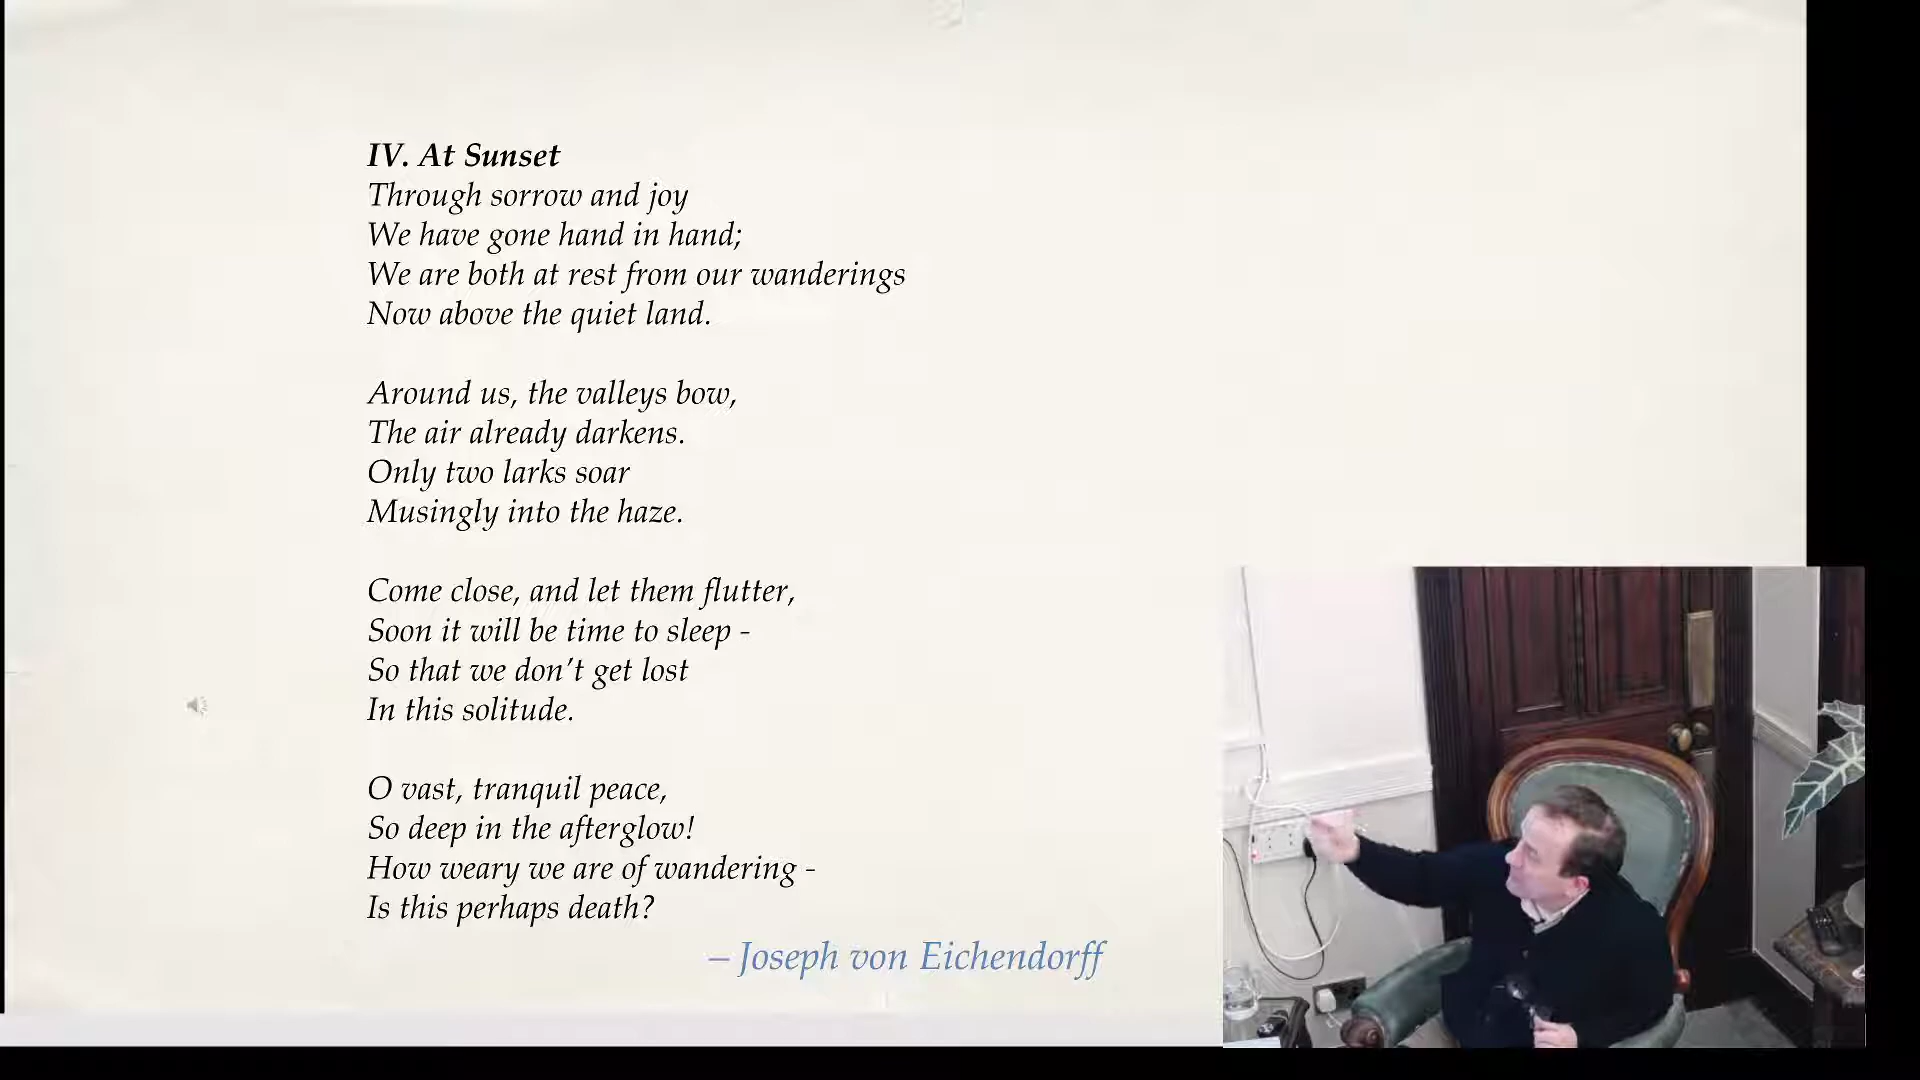 IV. At Sunset
Through sorrow and joy
We have gone hand in hand;
We are both at rest from our wanderings
Now above the quiet land.
Around us, the valleys bow,
The air already darkens.
Only two larks soar
Musingly into the haze.
Come close, and let them flutter,
Soon it will be time to sleep -
So that we don't get lost
In this solitude.
O vast, tranquil peace,
So deep in the afterglow!
How weary we are of wandering -
Is this perhaps death?
– Joseph von Eichendorff